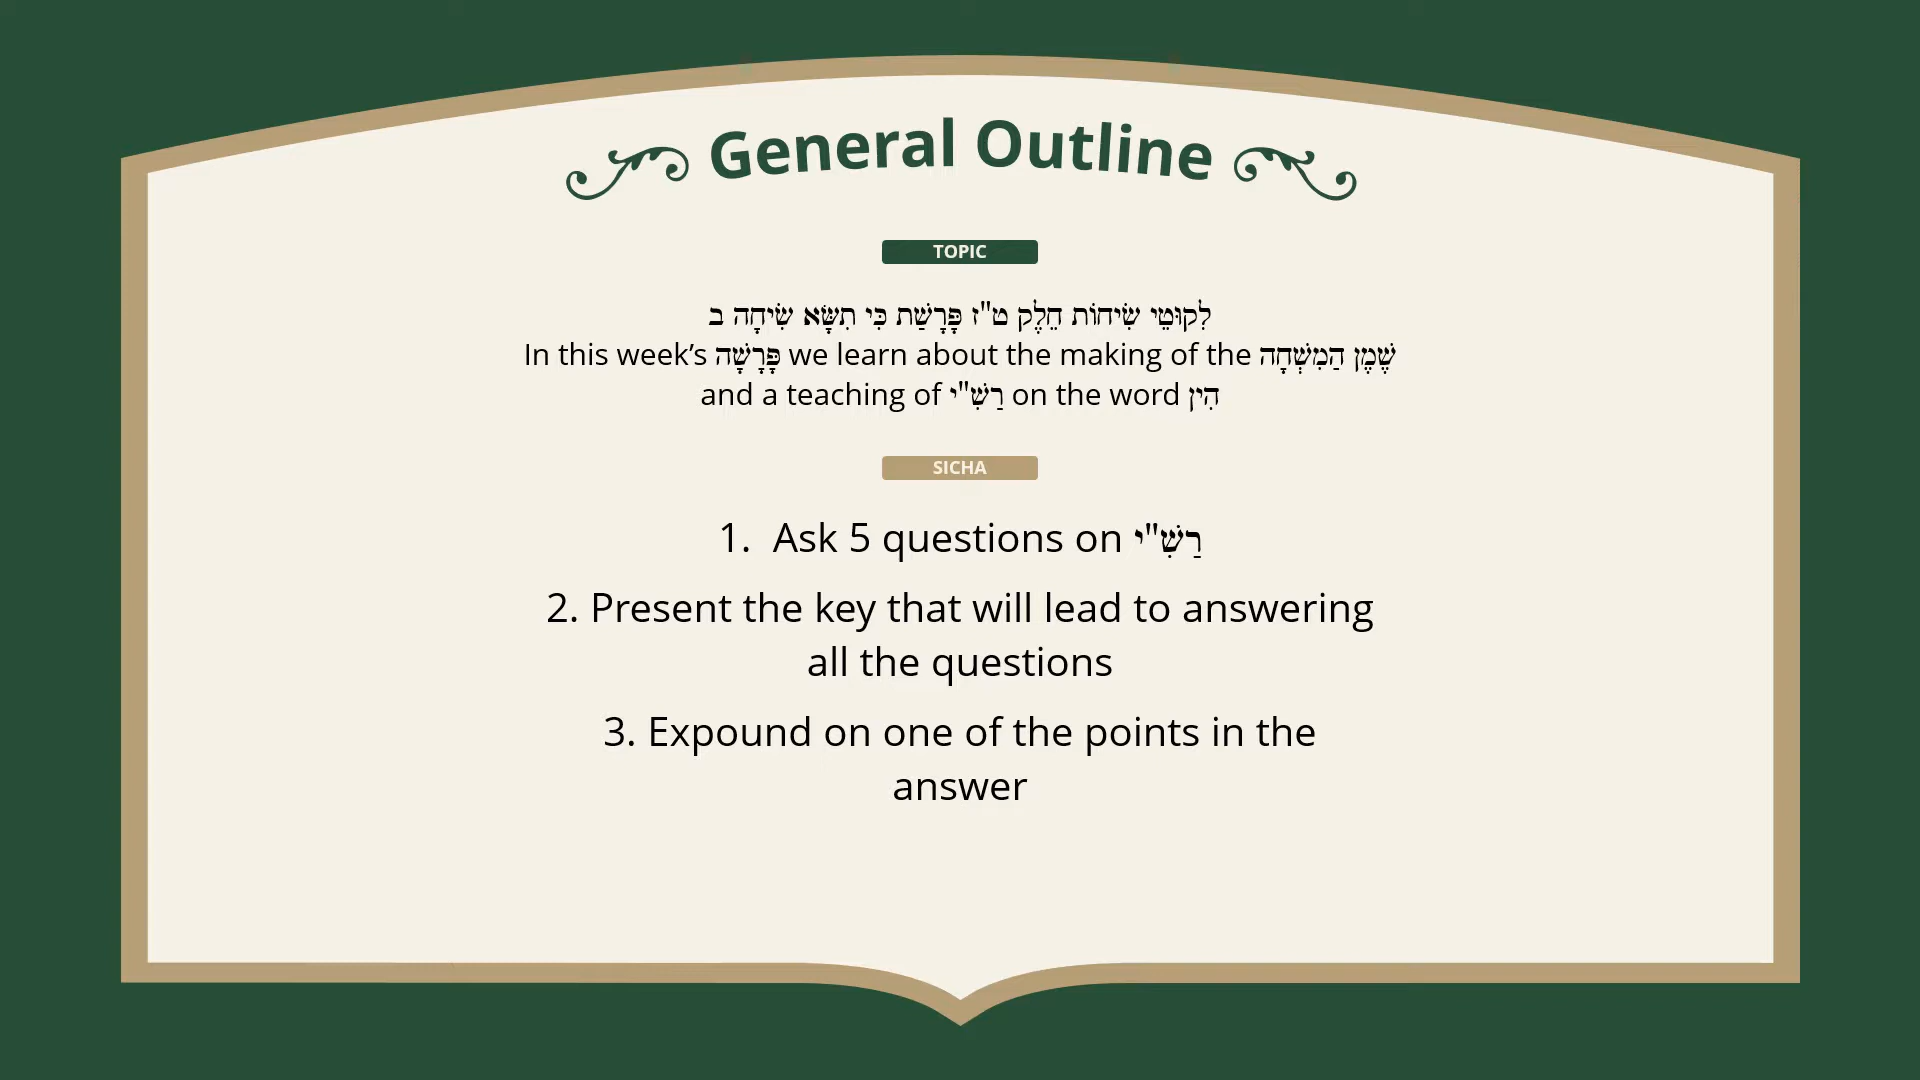 General Outline
TOPIC
לִקוּטֵי שִׂיחוֹת חֵלֶק ט"ז פָּרָשַׁת כִּי תִשָּׂא שִׂיחָה ב
In this week’s פָּרָשָׁה we learn about the making of the שֶׁמֶן הַמִשְׁחָה
and a teaching of רַשִׁ"י on the word הִין
SICHA
1. Ask 5 questions on רַשִׁ"י
2. Present the key that will lead to answering
all the questions
3. Expound on one of the points in the
answer